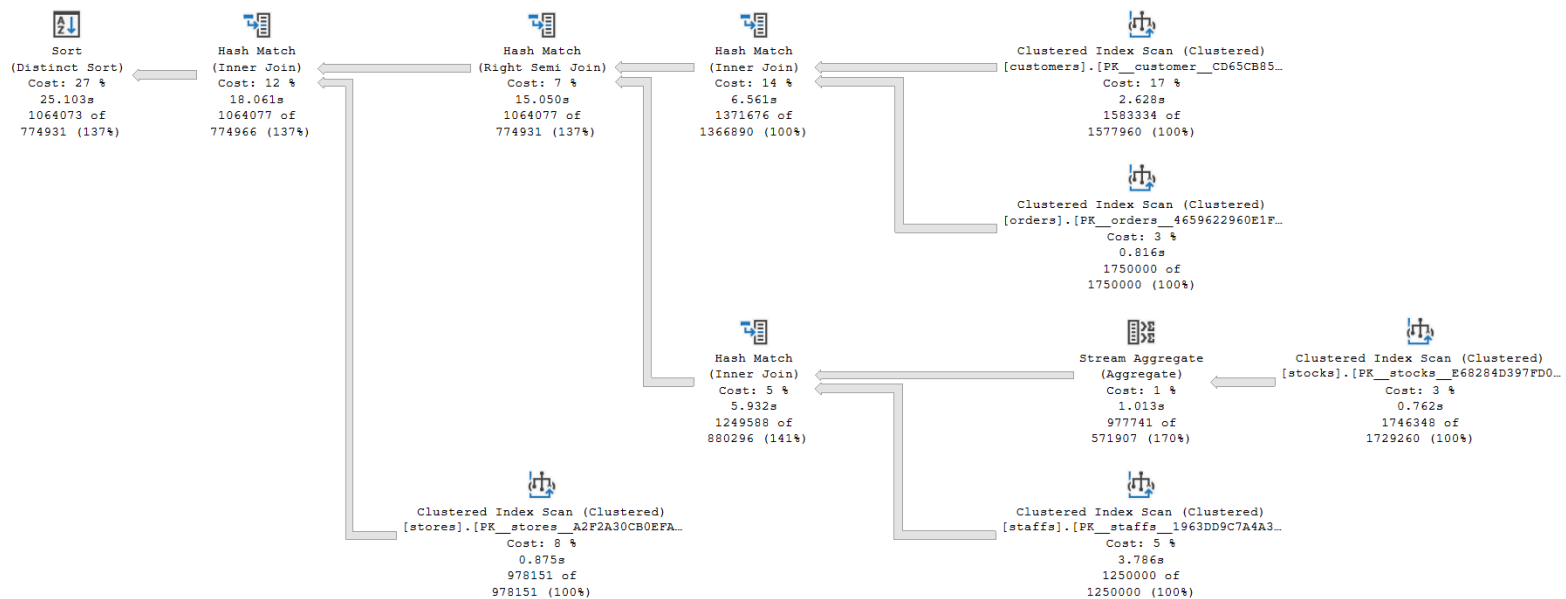 Sort
(Distinct Sort)
Cost: 27 %
25.103s
1064073 of
774931 (137%)
Hash Match
(Inner Join)
Cost: 12 %
18.061s
1064077 of
774966 (137%)
Hash Match
(Right Semi Join)
Cost: 7 %
15.050s
1064077 of
774931 (137%)
Hash Match
(Inner Join)
Cost: 14 %
6.561s
1371676 of
1366890 (100%)
Clustered Index Scan (Clustered)
[customers].[PK__customer__CD65CB85…
Cost: 17 %
2.628s
1583334 of
1577960 (100%)
Clustered Index Scan (Clustered)
[orders].[PK__orders__4659622960E1F…
Cost: 3 %
0.816s
1750000 of
1750000 (100%)
Hash Match
(Inner Join)
Cost: 5 %
5.932s
1249588 of
880296 (141%)
Stream Aggregate
(Aggregate)
Cost: 1 %
1.013s
977741 of
571907 (170%)
Clustered Index Scan (Clustered)
[stocks].[PK__stocks__E68284D397FD0…
Cost: 3 %
0.762s
1746348 of
1729260 (100%)
Clustered Index Scan (Clustered)
[stores].[PK__stores__A2F2A30CB0EFA…
Cost: 8 %
0.875s
978151 of
978151 (100%)
Clustered Index Scan (Clustered)
[staffs].[PK__staffs__1963DD9C7A4A3…
Cost: 5 %
3.786s
1250000 of
1250000 (100%)